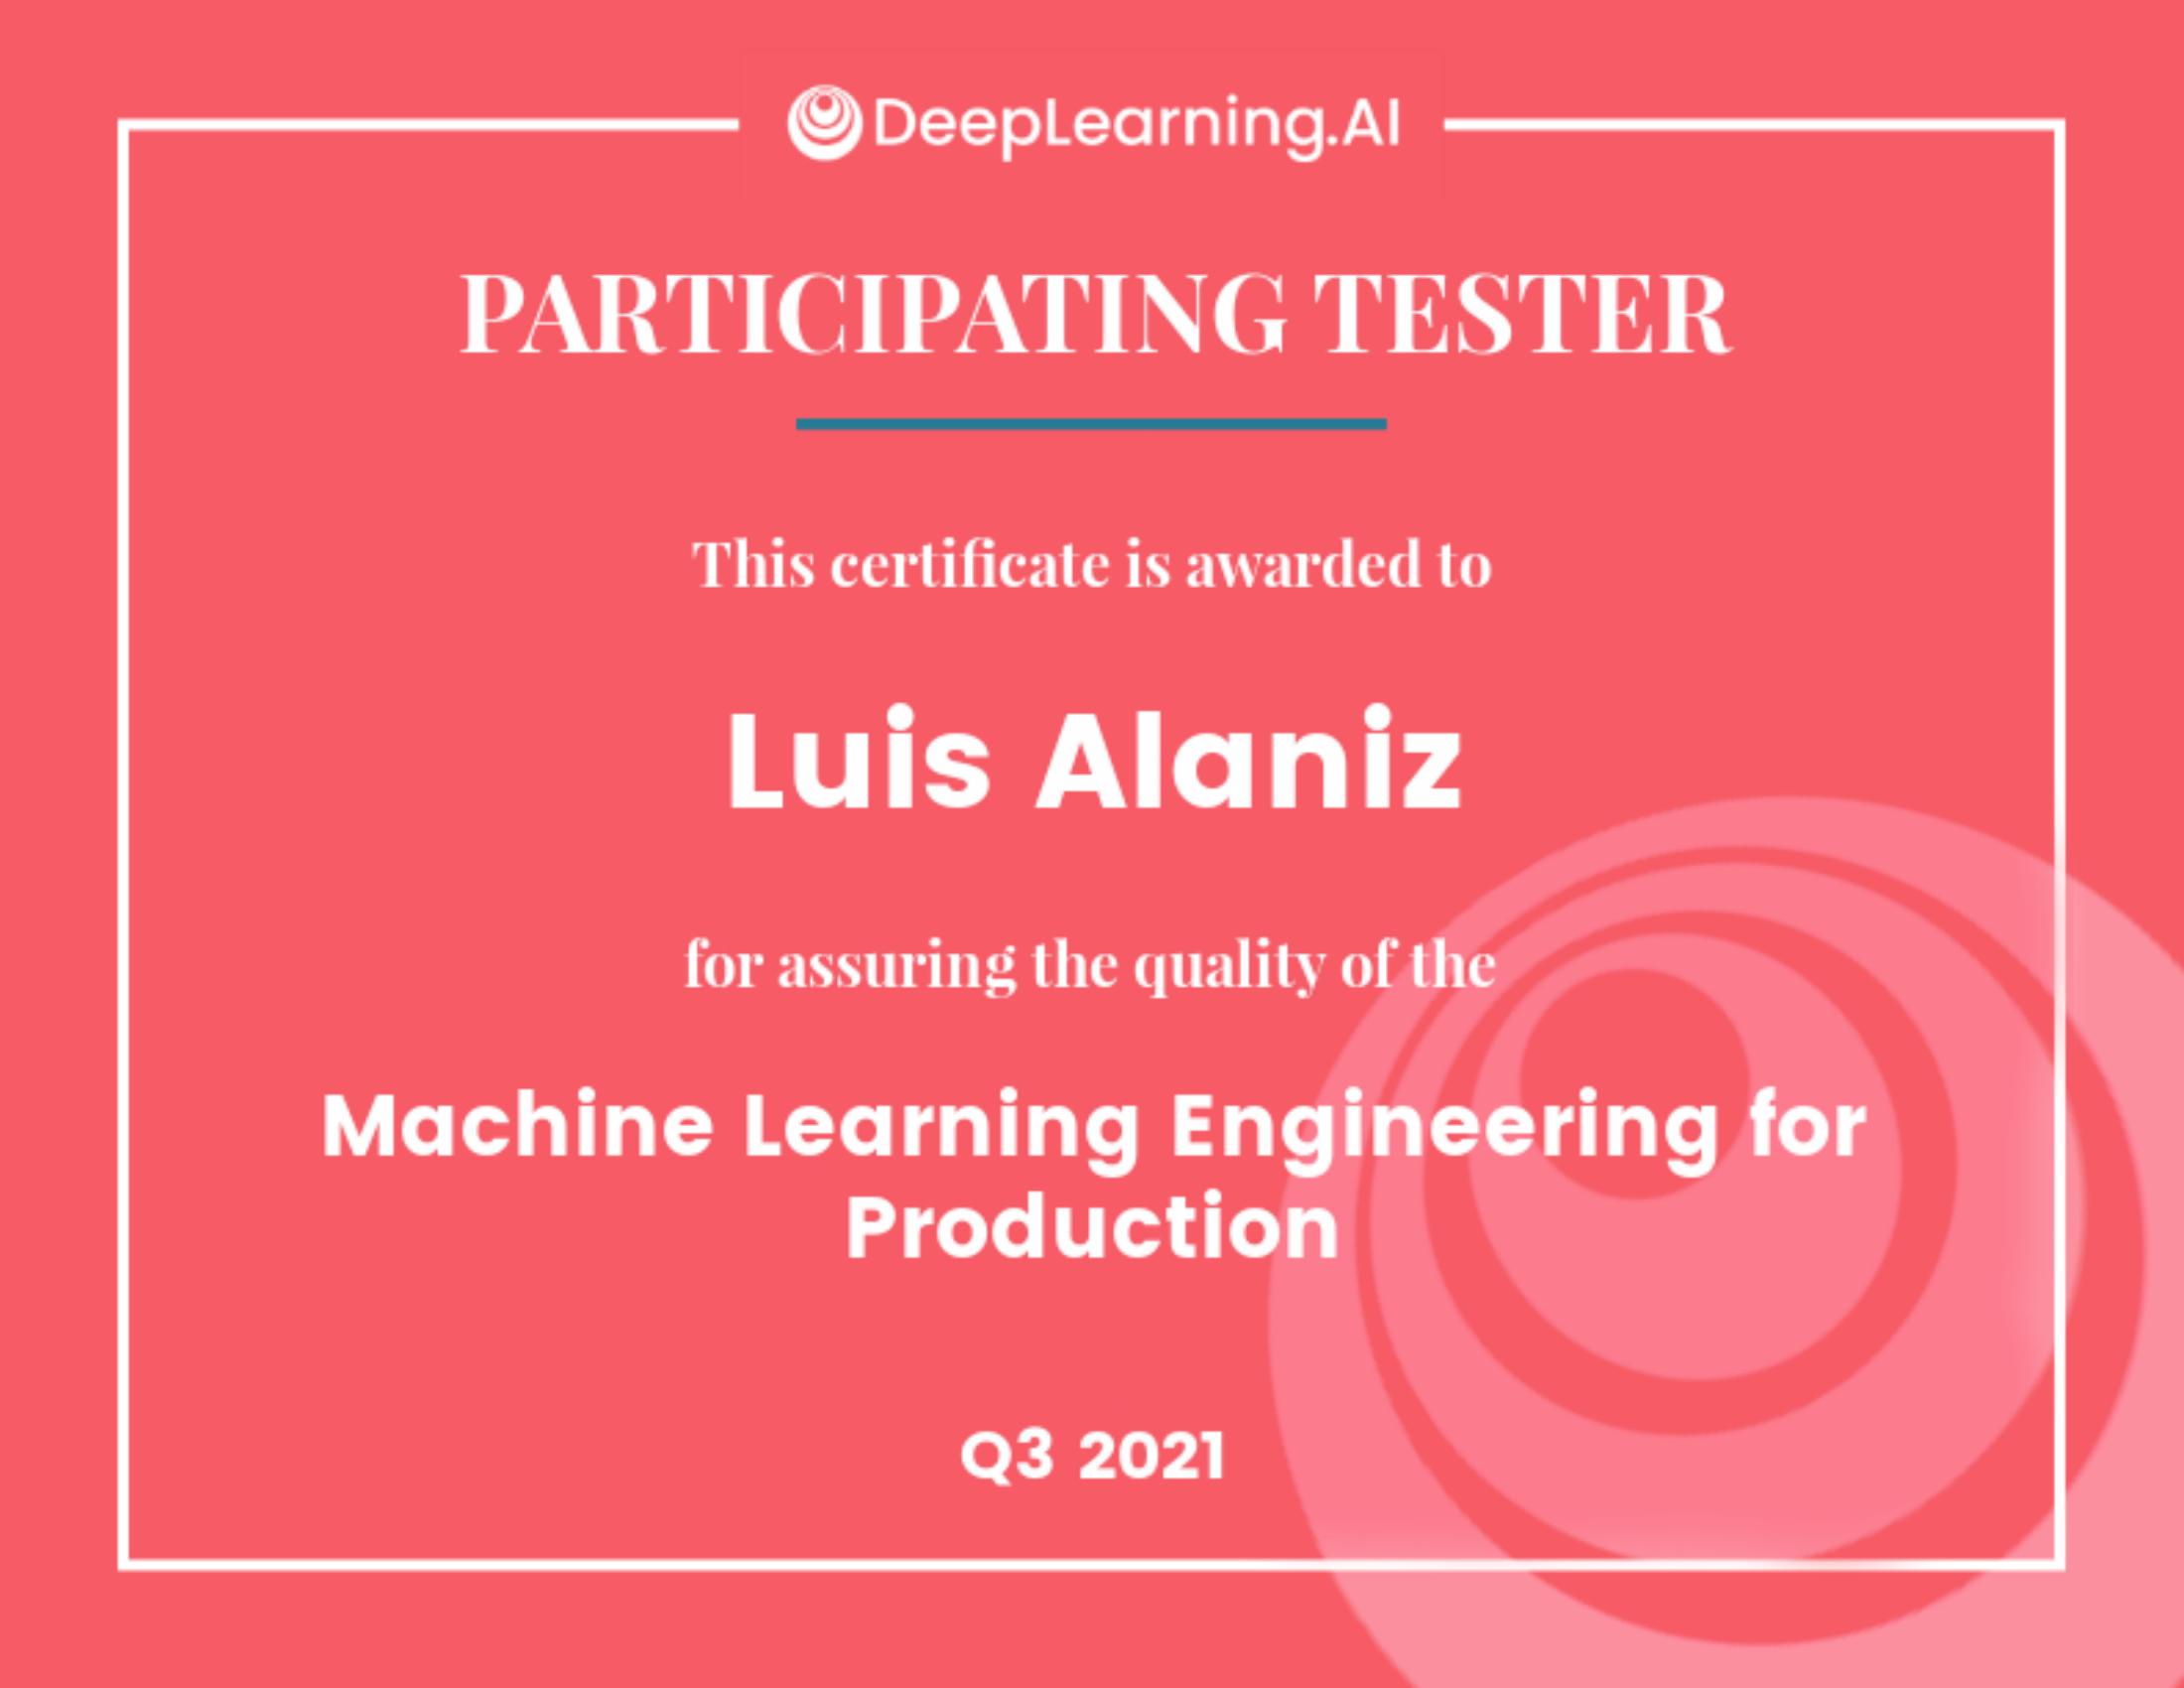 DeepLearning.AI
PARTICIPATING TESTER
This certificate is awarded to
Luis Alaniz
for assuring the quality of the
Machine Learning Engineering for
Production
Q3 2021